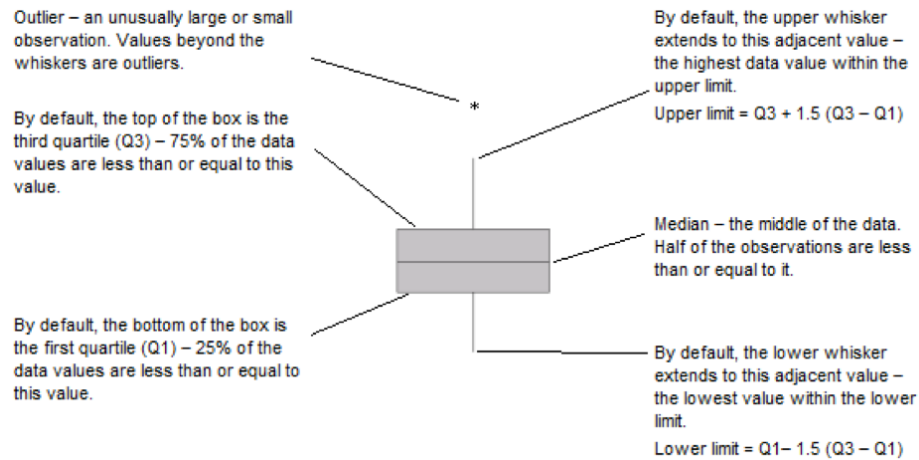 Outlier – an unusually large or small
observation. Values beyond the
whiskers are outliers.
By default, the top of the box is the
third quartile (Q3) – 75% of the data
values are less than or equal to this
value.
By default, the bottom of the box is
the first quartile (Q1) – 25% of the
data values are less than or equal to
this value.
*
By default, the upper whisker
extends to this adjacent value –
the highest data value within the
upper limit.
Upper limit = Q3 + 1.5 (Q3 – Q1)
Median – the middle of the data.
Half of the observations are less
than or equal to it.
By default, the lower whisker
extends to this adjacent value –
the lowest value within the lower
limit.
Lower limit = Q1– 1.5 (Q3 – Q1)